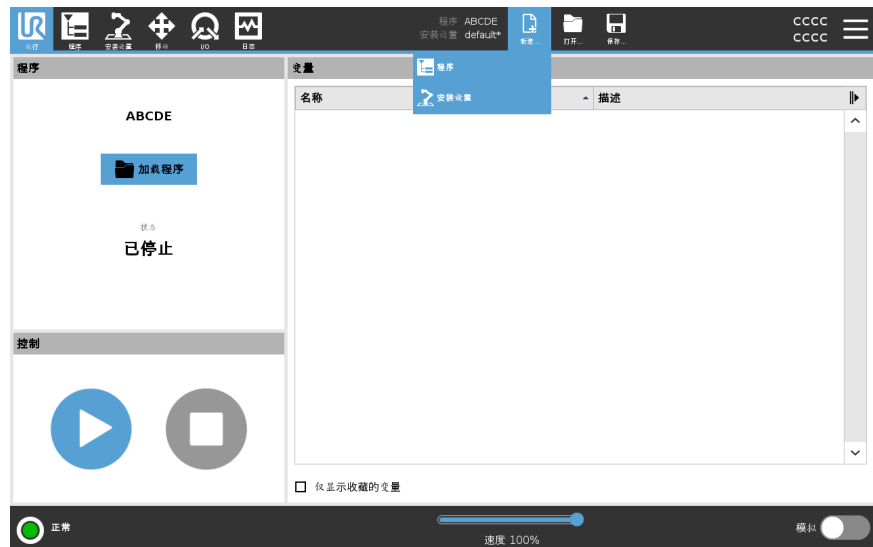 UR
运行
程序
安装设置
移动
I/O
日志
程序 ABCDE
安装设置 default*
新建...
打开...
保存...
CCCC
CCCC
程序
安装设置
程序
ABCDE
加载程序
状态
已停止
控制
变量
名称
描述
仅显示收藏的变量
正常
速度 100%
模拟